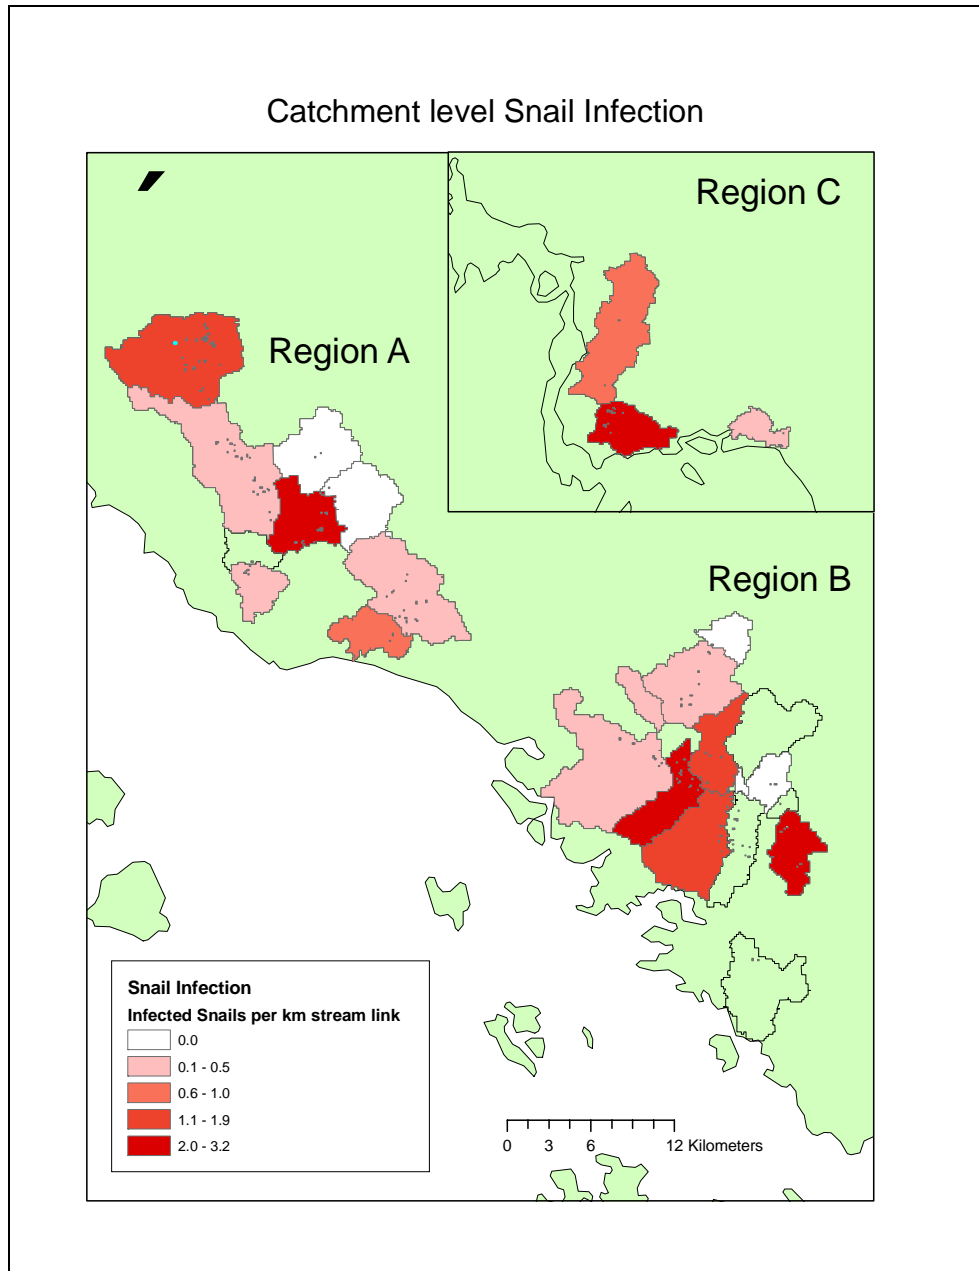 Catchment level Snail Infection
Region C
Region A
Region B
Snail Infection
Infected Snails per km stream link
0.0
0.1 - 0.5
0.6 - 1.0
1.1 - 1.9
2.0 - 3.2
0 3 6 12 Kilometers